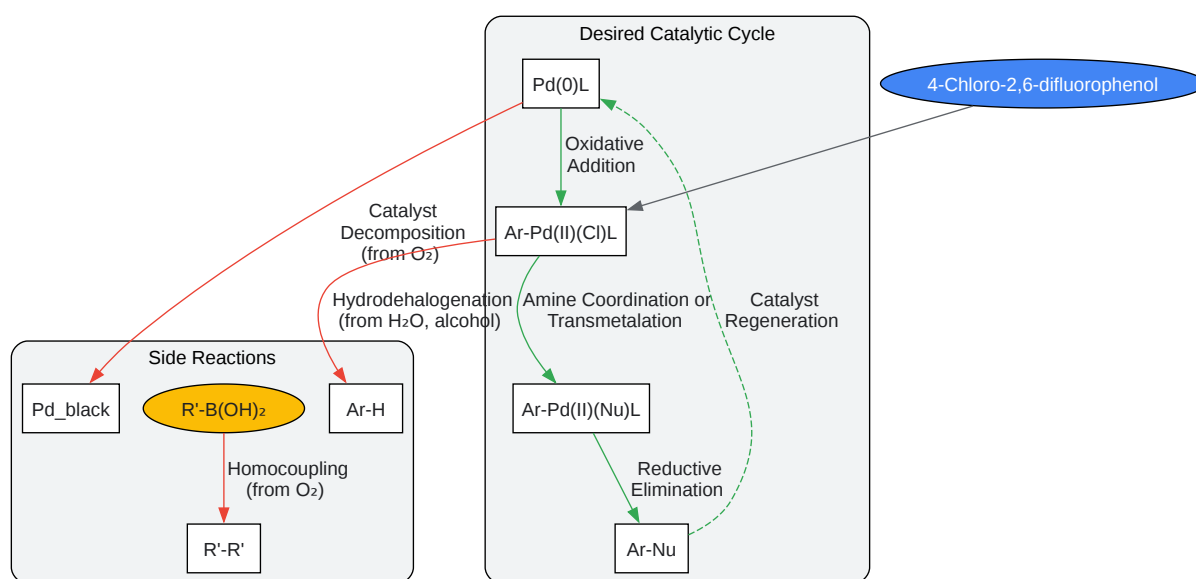 Desired Catalytic Cycle
Pd(0)L
4-Chloro-2,6-difluorophenol
Oxidative
Addition
Ar-Pd(II)(Cl)L
Catalyst
Decomposition
(from O₂)
Hydrodehalogenation
(from H₂O, alcohol)
Amine Coordination or
Transmetalation
Catalyst
Regeneration
Side Reactions
Pd_black
R'-B(OH)₂
Ar-H
Ar-Pd(II)(Nu)L
Homocoupling
(from O₂)
Reductive
Elimination
R'-R'
Ar-Nu